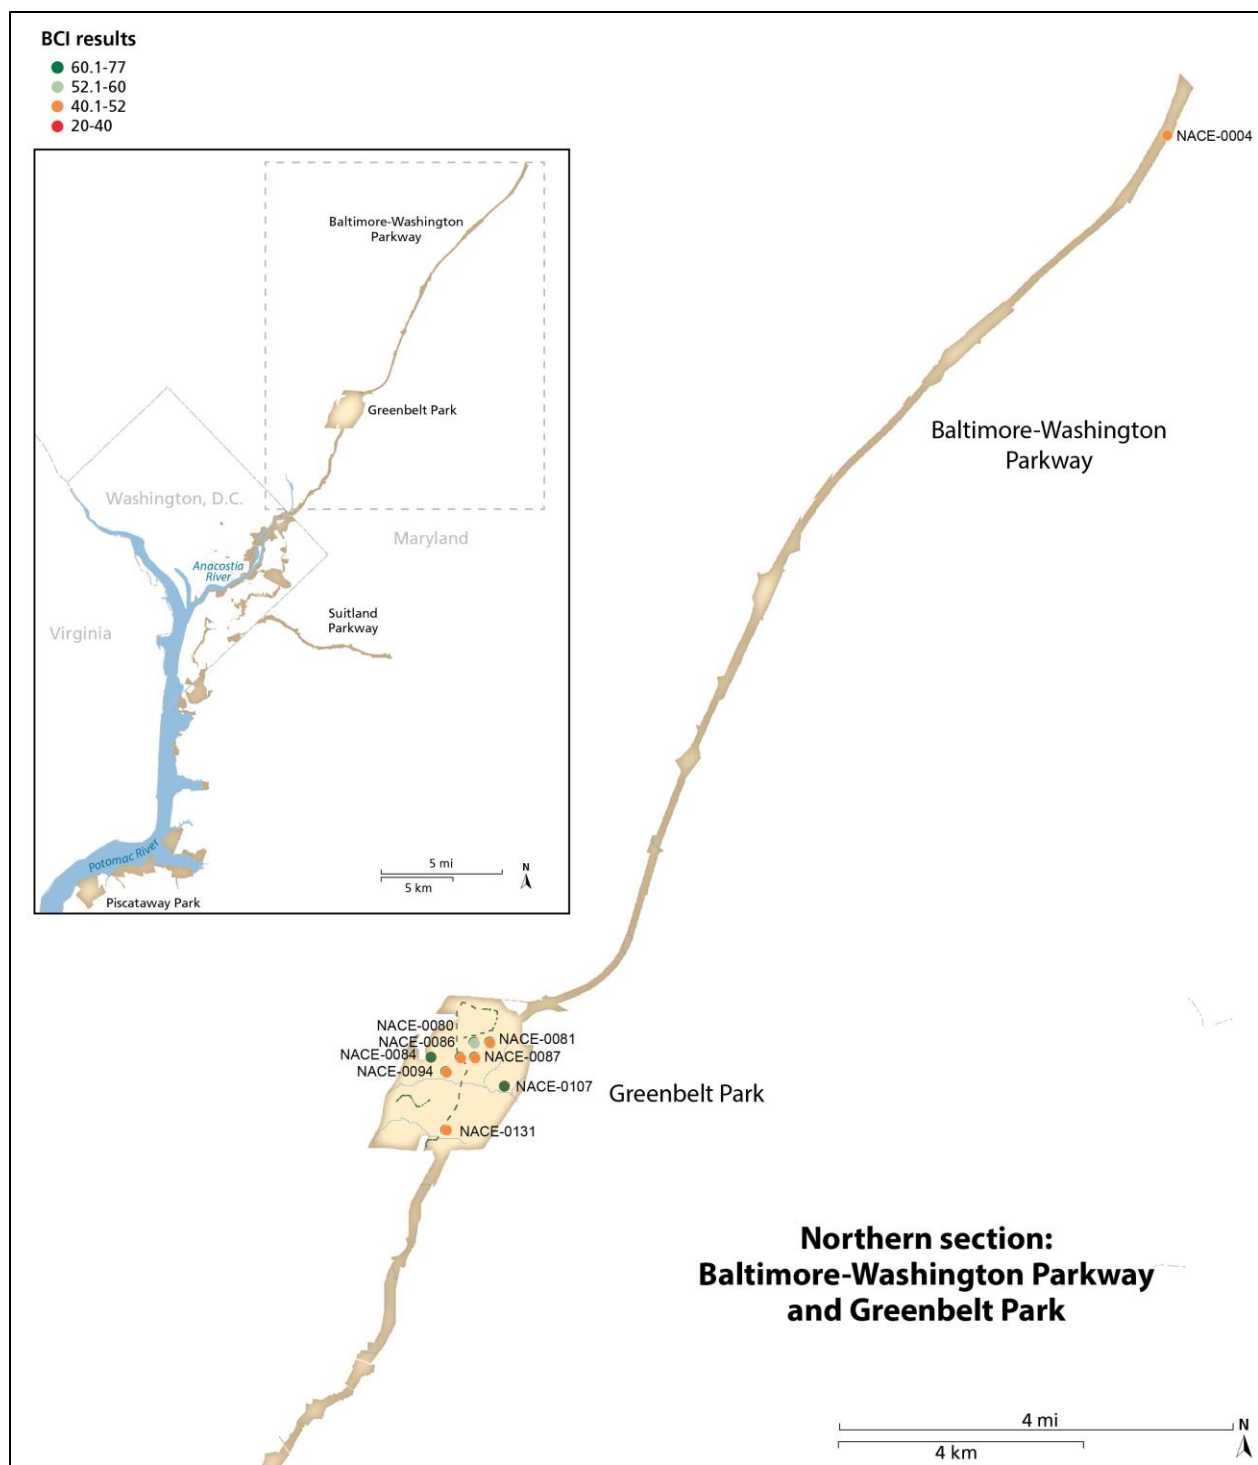 BCI results
60.1-77
52.1-60
40.1-52
20-40
NACE-0004
Baltimore-Washington
Parkway
Greenbelt Park
Washington, D.C.
Maryland
Anacostia
River
Virginia
Suitland
Parkway
Potomac River
Piscataway Park
5 mi
5 km
N
Baltimore-Washington
Parkway
NACE-0080
NACE-0086
NACE-0081
NACE-0084
NACE-0087
NACE-0094
NACE-0107
Greenbelt Park
NACE-0131
Northern section:
Baltimore-Washington Parkway
and Greenbelt Park
4 mi
4 km
N